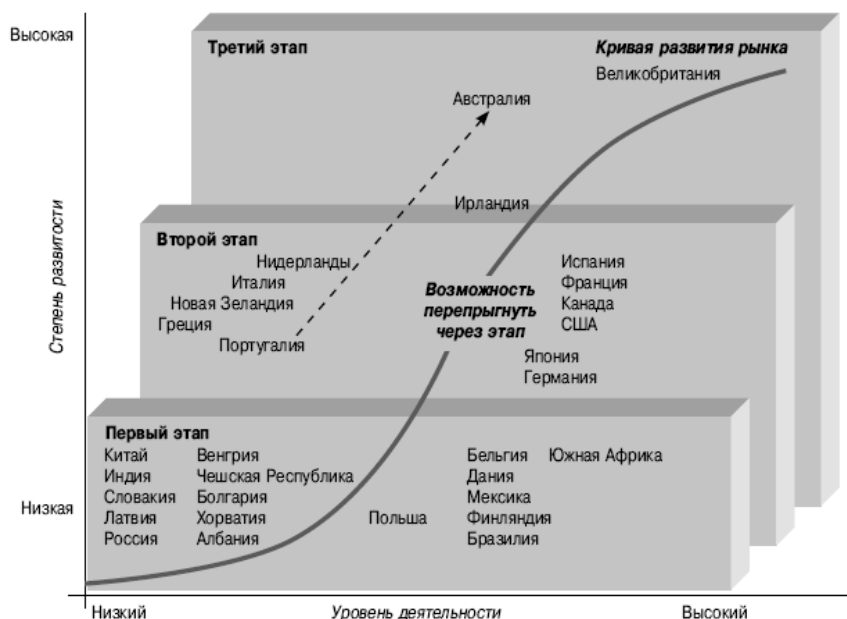 Высокая
Третий этап
Кривая развития рынка
Великобритания
Австралия
Ирландия
Степень развитости
Второй этап
Нидерланды
Италия
Новая Зеландия
Греция
Португалия
Возможность
перепрыгнуть
через этап
Испания
Франция
Канада
США
Япония
Германия
Первый этап
Китай
Индия
Словакия
Латвия
Россия
Венгрия
Чешская Республика
Болгария
Хорватия
Албания
Польша
Бельгия
Дания
Мексика
Финляндия
Бразилия
Южная Африка
Низкая
Низкий
Уровень деятельности
Высокий